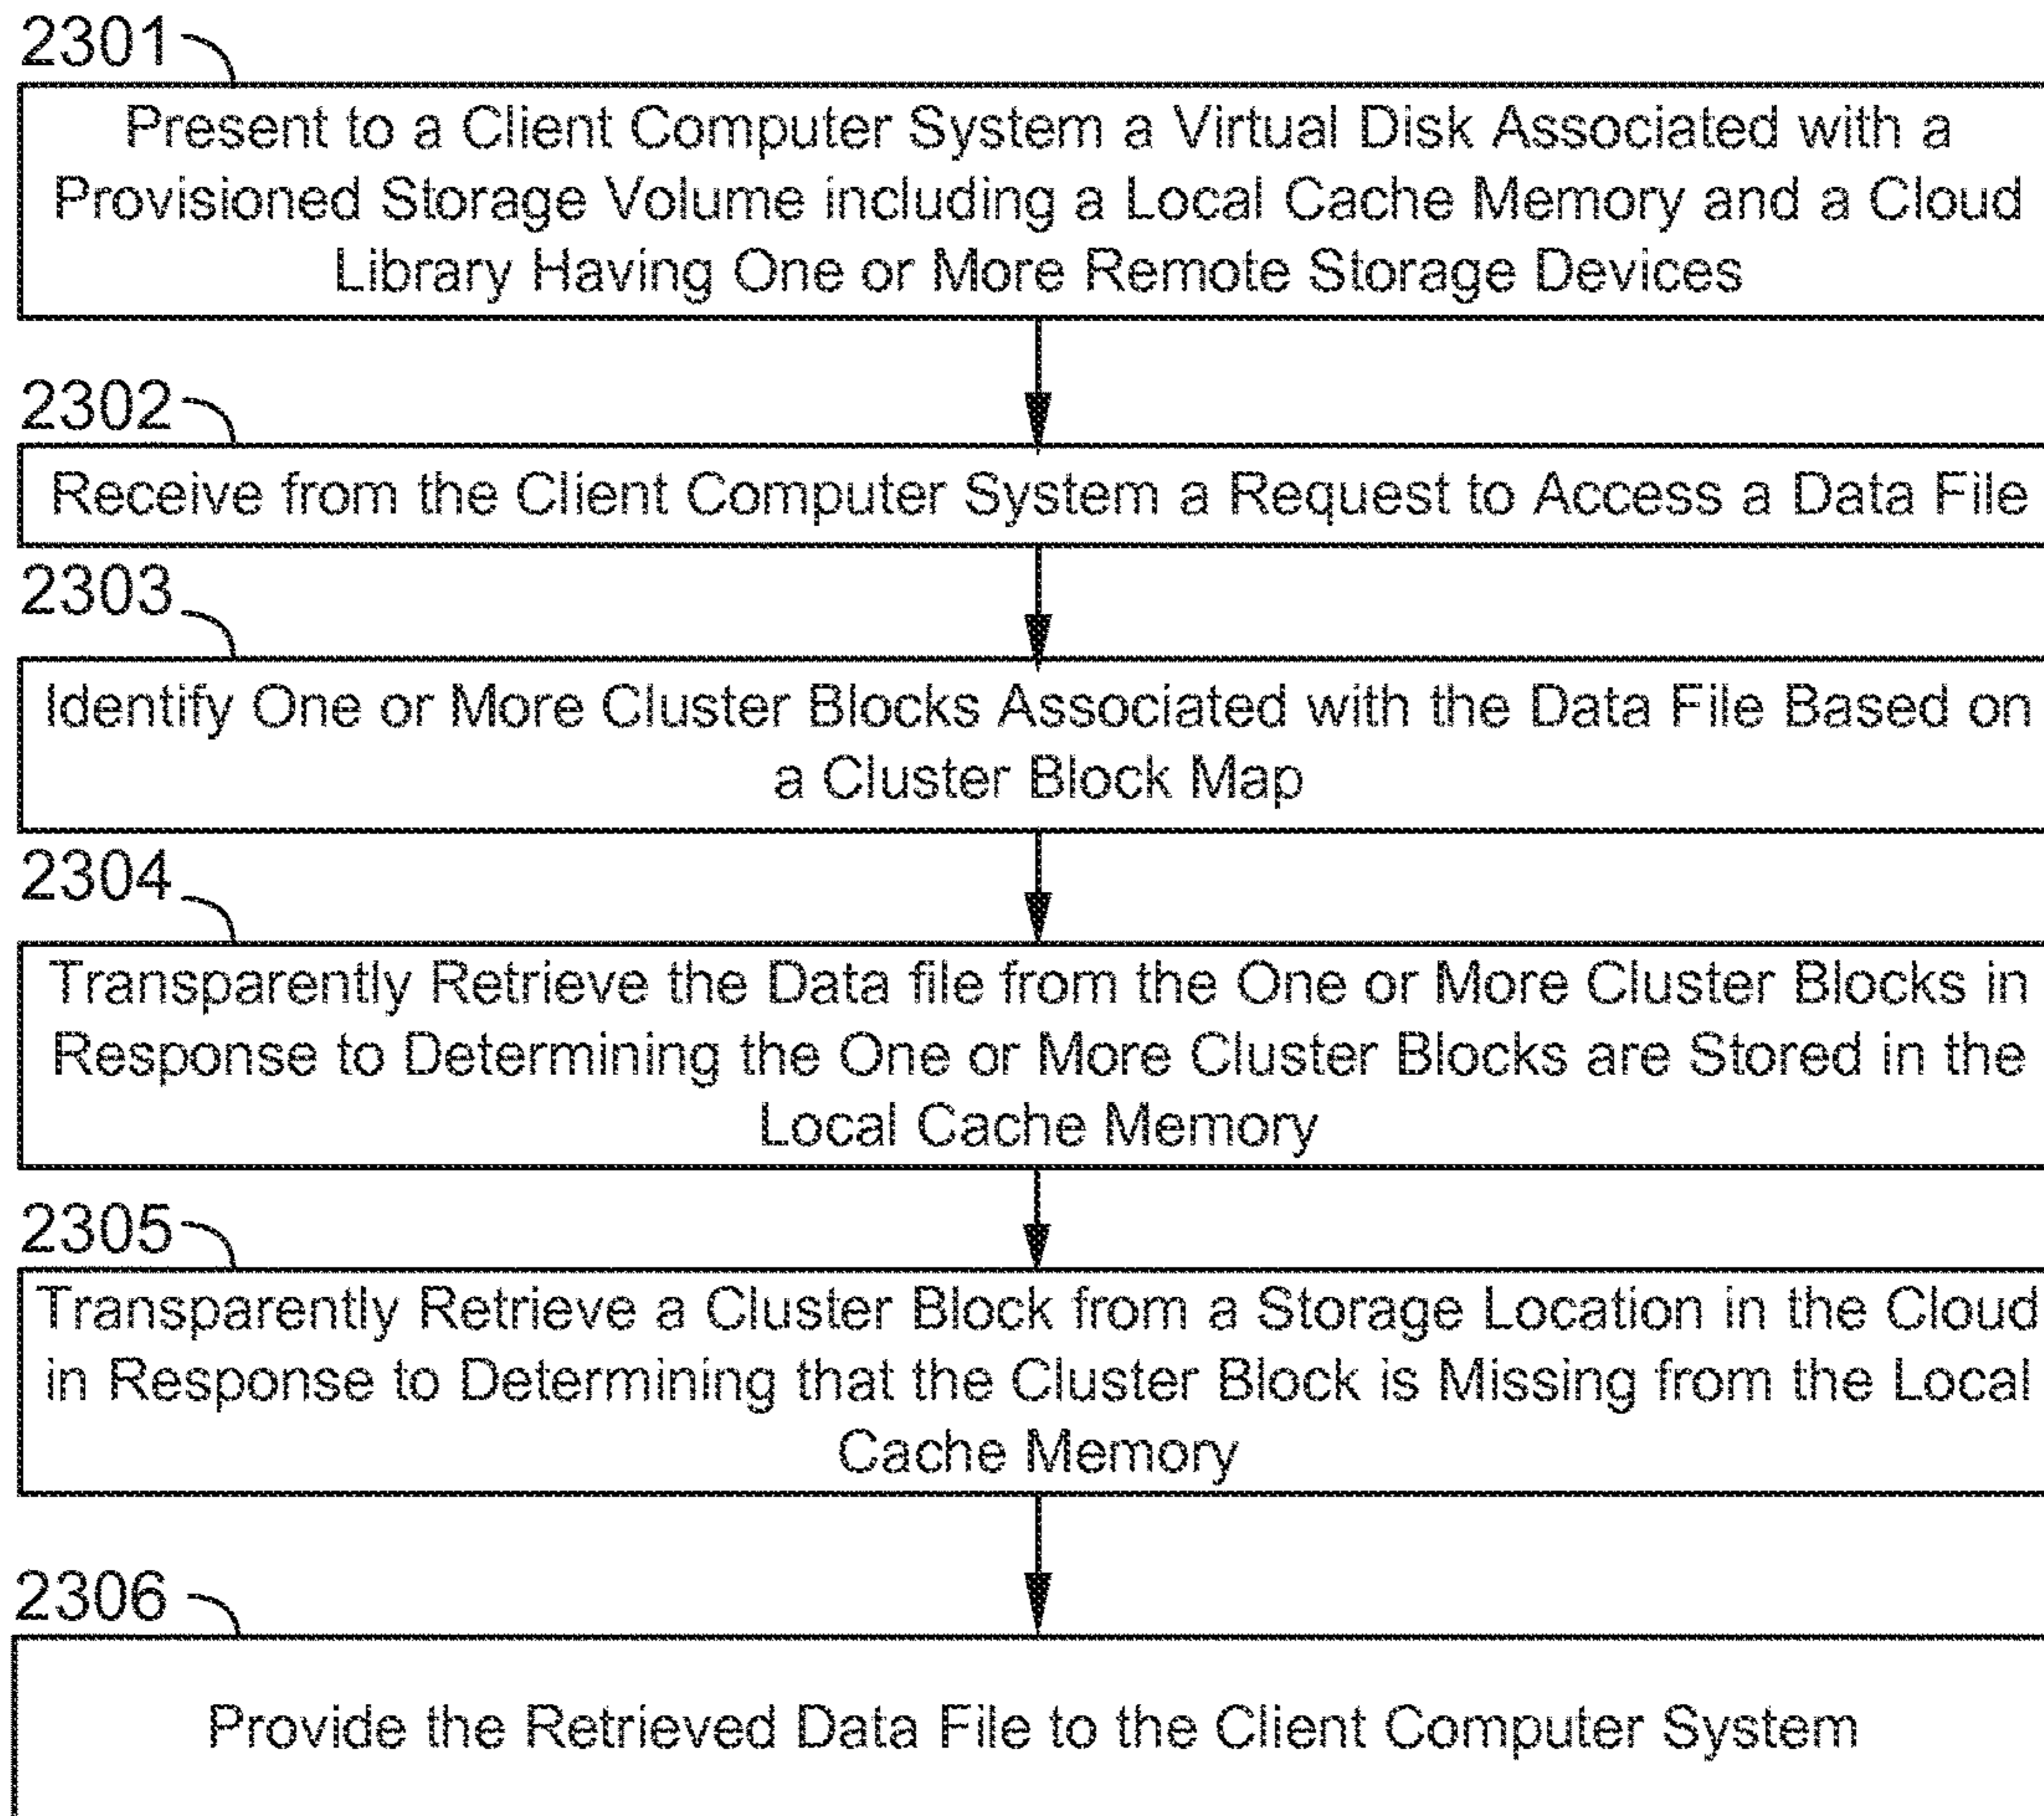 2301
Present to a Client Computer System a Virtual Disk Associated with a
Provisioned Storage Volume including a Local Cache Memory and a Cloud
Library Having One or More Remote Storage Devices
2302
Receive from the Client Computer System a Request to Access a Data File
2303
Identify One or More Cluster Blocks Associated with the Data File Based on
a Cluster Block Map
2304
Transparently Retrieve the Data file from the One or More Cluster Blocks in
Response to Determining the One or More Cluster Blocks are Stored in the
Local Cache Memory
2305
Transparently Retrieve a Cluster Block from a Storage Location in the Cloud
in Response to Determining that the Cluster Block is Missing from the Local
Cache Memory
2306
Provide the Retrieved Data File to the Client Computer System